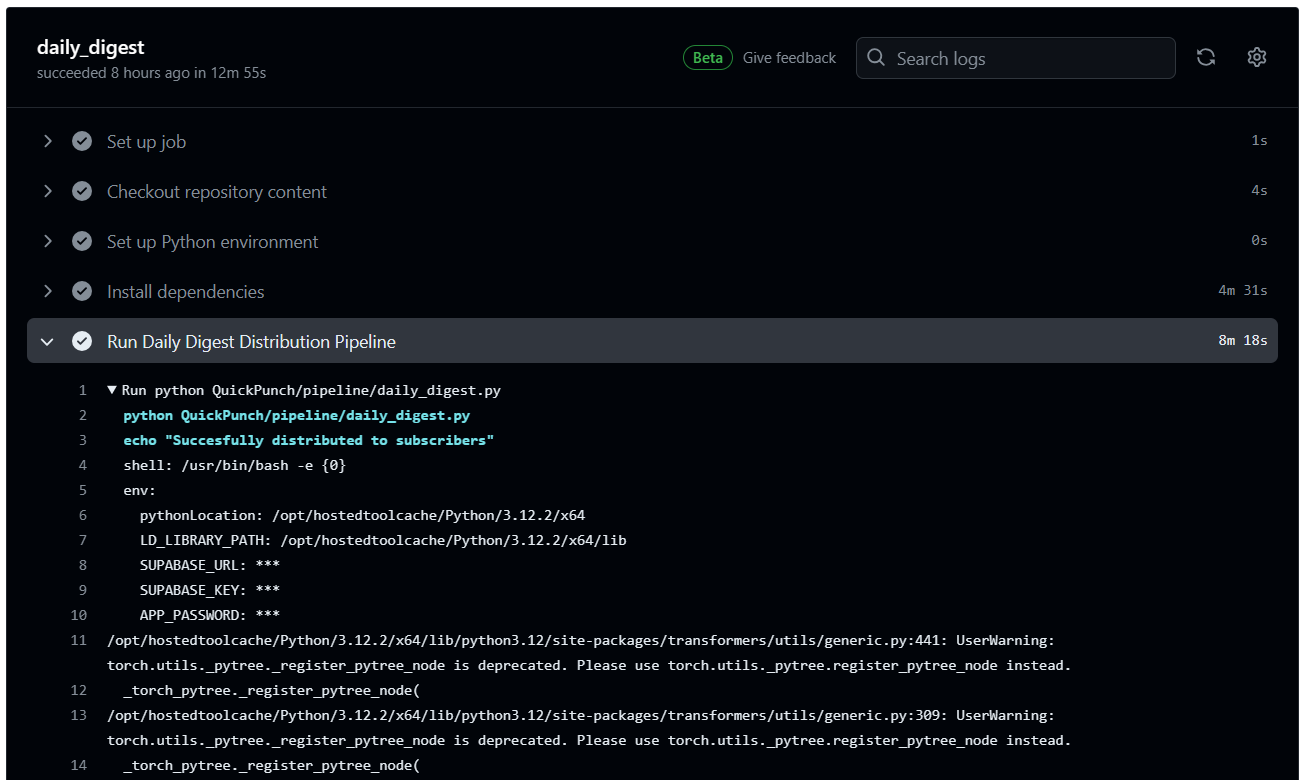 daily_digest
succeeded 8 hours ago in 12m 55s
Beta Give feedback Search logs
Set up job 1s
Checkout repository content 4s
Set up Python environment 0s
Install dependencies 4m 31s
Run Daily Digest Distribution Pipeline 8m 18s
1 ▼ Run python QuickPunch/pipeline/daily_digest.py
2 python QuickPunch/pipeline/daily_digest.py
3 echo "Succesfully distributed to subscribers"
4 shell: /usr/bin/bash -e {0}
5 env:
6 pythonLocation: /opt/hostedtoolcache/Python/3.12.2/x64
7 LD_LIBRARY_PATH: /opt/hostedtoolcache/Python/3.12.2/x64/lib
8 SUPABASE_URL: ***
9 SUPABASE_KEY: ***
10 APP_PASSWORD: ***
11 /opt/hostedtoolcache/Python/3.12.2/x64/lib/python3.12/site-packages/transformers/utils/generic.py:441: UserWarning:
torch.utils._pytree._register_pytree_node is deprecated. Please use torch.utils._pytree.register_pytree_node instead.
12 _torch_pytree._register_pytree_node(
13 /opt/hostedtoolcache/Python/3.12.2/x64/lib/python3.12/site-packages/transformers/utils/generic.py:309: UserWarning:
torch.utils._pytree._register_pytree_node is deprecated. Please use torch.utils._pytree.register_pytree_node instead.
14 _torch_pytree._register_pytree_node(